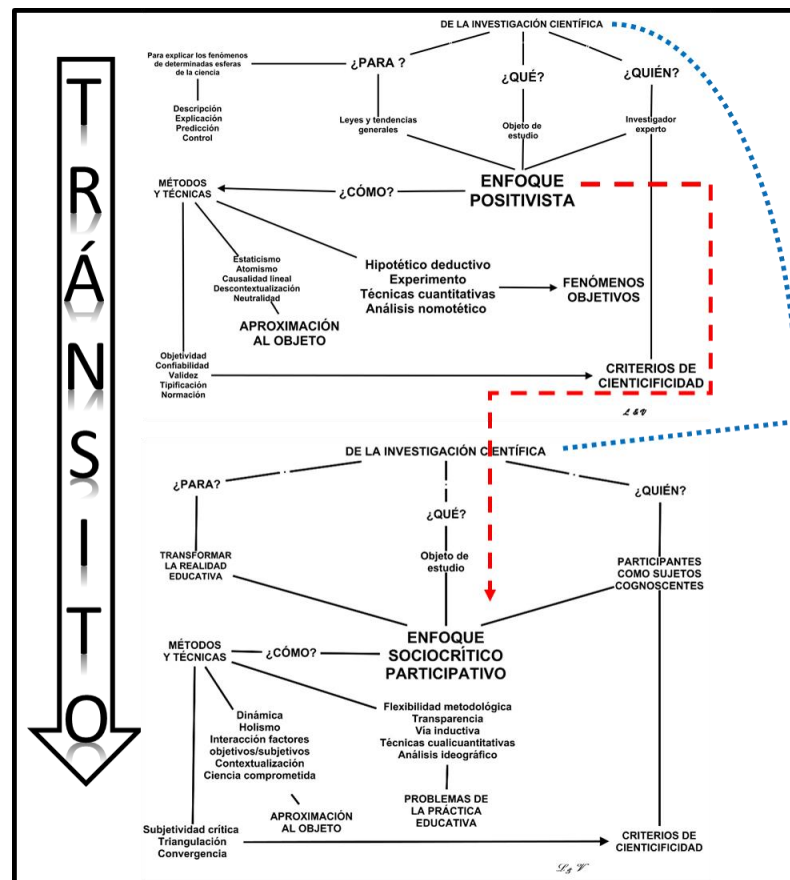 TRÁNSITO
DE LA INVESTIGACIÓN CIENTÍFICA
Para explicar los fenómenos
de determinadas esferas
de la ciencia
¿PARA ?
¿QUÉ?
¿QUIÉN?
Descripción
Explicación
Predicción
Control
Leyes y tendencias
generales
Objeto de
estudio
Investigador
experto
MÉTODOS
Y TÉCNICAS
¿CÓMO?
ENFOQUE
POSITIVISTA
Estaticismo
Atomismo
Causalidad lineal
Descontextualización
Neutralidad
Hipotético deductivo
Experimento
Técnicas cuantitativas
Análisis nomotético
FENÓMENOS
OBJETIVOS
APROXIMACIÓN
AL OBJETO
Objetividad
Confiabilidad
Validez
Tipificación
Normación
CRITERIOS DE
CIENTICIFICIDAD
L & V
DE LA INVESTIGACIÓN CIENTÍFICA
¿PARA?
¿QUÉ?
¿QUIÉN?
TRANSFORMAR
LA REALIDAD
EDUCATIVA
Objeto de
estudio
PARTICIPANTES
COMO SUJETOS
COGNOSCENTES
MÉTODOS
Y TÉCNICAS
¿CÓMO?
ENFOQUE
SOCIOCRÍTICO
PARTICIPATIVO
Dinámica
Holismo
Interacción factores
objetivos/subjetivos
Contextualización
Ciencia comprometida
Flexibilidad metodológica
Transparencia
Vía inductiva
Técnicas cualicuantitativas
Análisis ideográfico
PROBLEMAS DE
LA PRÁCTICA
EDUCATIVA
APROXIMACIÓN
AL OBJETO
Subjetividad crítica
Triangulación
Convergencia
CRITERIOS DE
CIENTICIFICIDAD
L & V